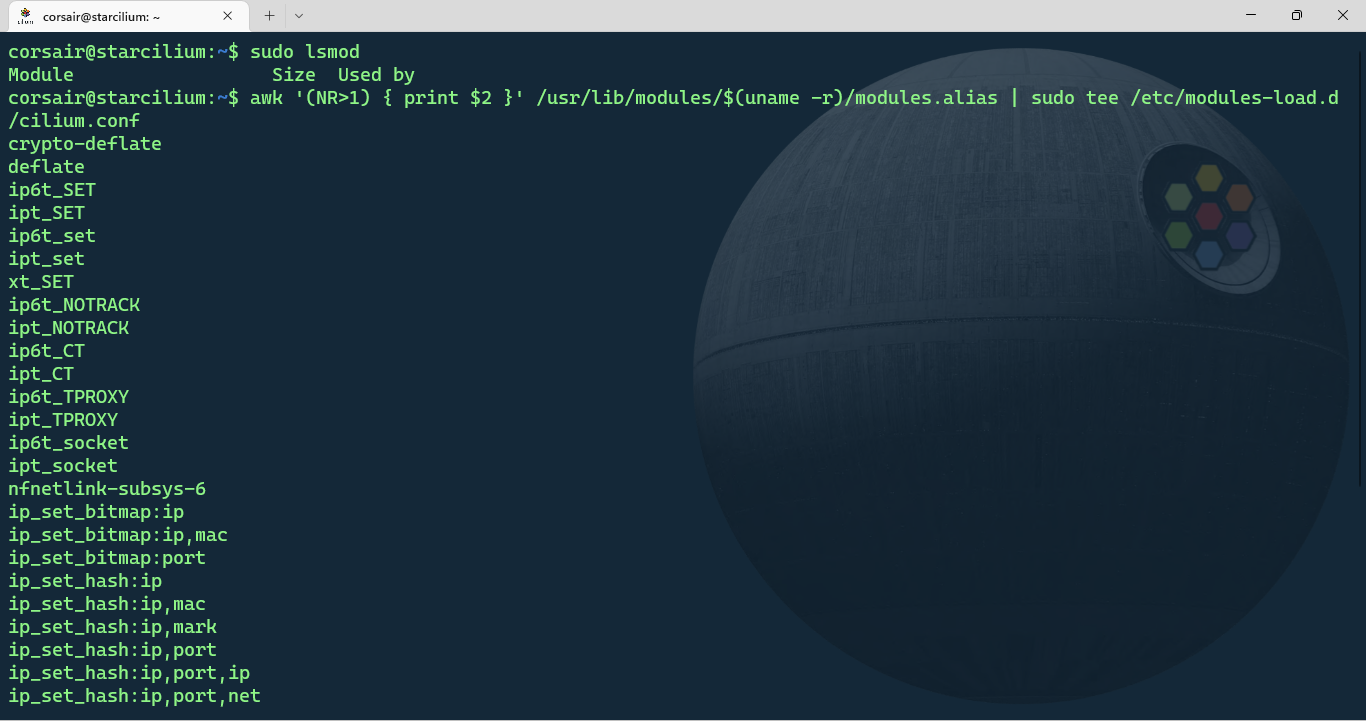 corsair@starcilium: ~
corsair@starcilium:~$ sudo lsmod
Module                  Size  Used by
corsair@starcilium:~$ awk '(NR>1) { print $2 }' /usr/lib/modules/$(uname -r)/modules.alias | sudo tee /etc/modules-load.d
/cilium.conf
crypto-deflate
deflate
ip6t_SET
ipt_SET
ip6t_set
ipt_set
xt_SET
ip6t_NOTRACK
ipt_NOTRACK
ip6t_CT
ipt_CT
ip6t_TPROXY
ipt_TPROXY
ip6t_socket
ipt_socket
nfnetlink-subsys-6
ip_set_bitmap:ip
ip_set_bitmap:ip,mac
ip_set_bitmap:port
ip_set_hash:ip
ip_set_hash:ip,mac
ip_set_hash:ip,mark
ip_set_hash:ip,port
ip_set_hash:ip,port,ip
ip_set_hash:ip,port,net